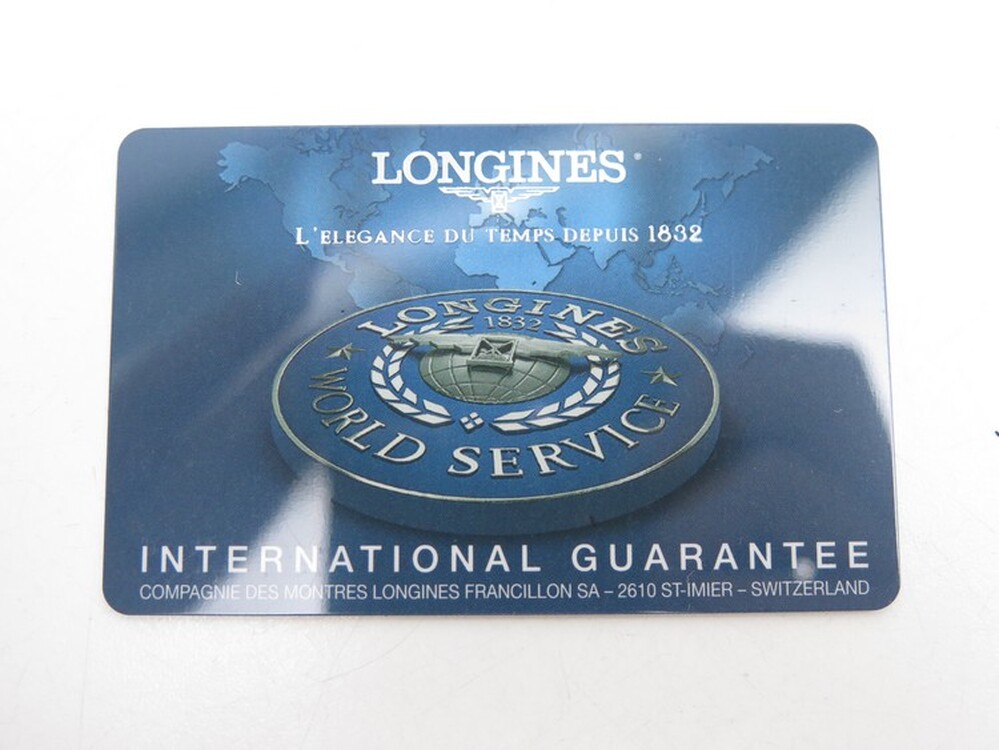 LONGINES®
L'ELEGANCE DU TEMPS DEPUIS 1832
LONGINES
1832
WORLD SERVICE
INTERNATIONAL GUARANTEE
COMPAGNIE DES MONTRES LONGINES FRANCILLON SA – 2610 ST-IMIER – SWITZERLAND